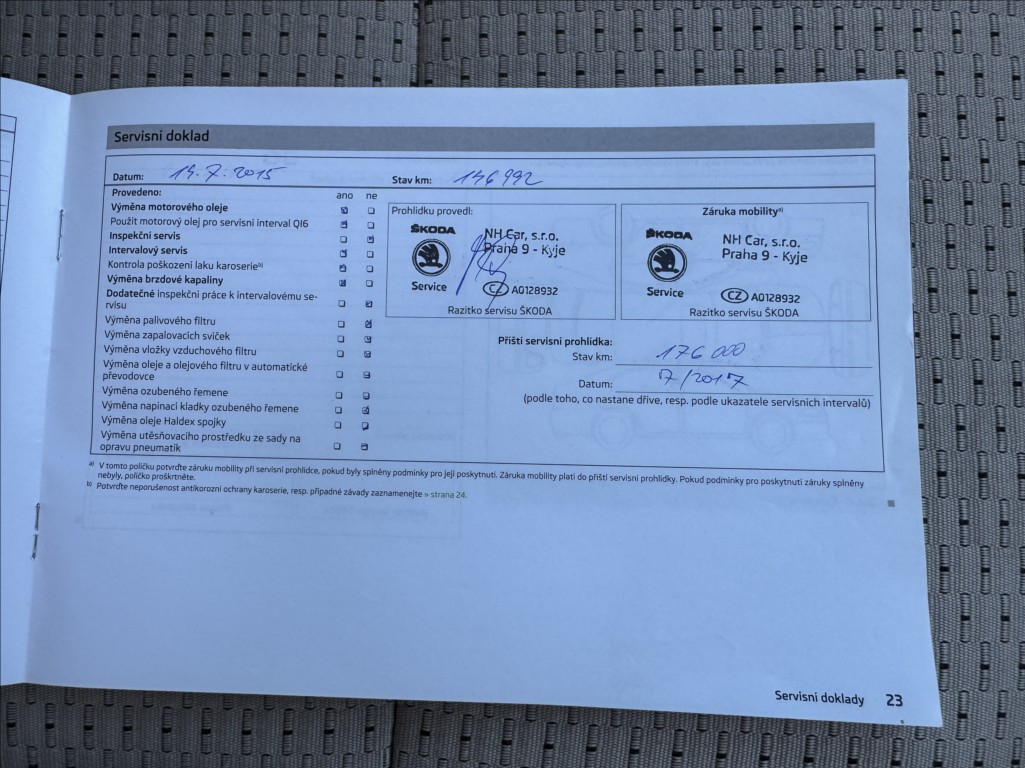 Servisní doklad
Datum: 14.7.2015 Stav km: 146 992
Provedeno: ano ne
Výměna motorového oleje
Použit motorový olej pro servisní interval QI6
Inspekční servis
Intervalový servis
Kontrola poškození laku karoserieb)
Výměna brzdové kapaliny
Dodatečné inspekční práce k intervalovému se-
rvisu
Výměna palivového filtru
Výměna zapalovacích svíček
Výměna vložky vzduchového filtru
Výměna oleje a olejového filtru v automatické
převodovce
Výměna ozubeného řemene
Výměna napínací kladky ozubeného řemene
Výměna oleje Haldex spojky
Výměna utěsňovacího prostředku ze sady na
opravu pneumatik
Prohlídku provedl:
ŠKODA
NH Car, s.r.o.
Praha 9 - Kyje
Service
CZ A0128932
Razítko servisu ŠKODA
Záruka mobilitya)
ŠKODA
NH Car, s.r.o.
Praha 9 - Kyje
Service
CZ A0128932
Razítko servisu ŠKODA
Příští servisní prohlídka:
Stav km: 176 000
Datum: 7/2017
(podle toho, co nastane dříve, resp. podle ukazatele servisních intervalů)
a) V tomto políčku potvrďte záruku mobility při servisní prohlídce, pokud byly splněny podmínky pro její poskytnutí. Záruka mobility platí do příští servisní prohlídky. Pokud podmínky pro poskytnutí záruky splněny
nebyly, políčko proškrtněte.
b) Potvrďte neporušenost antikorozní ochrany karoserie, resp. případné závady zaznamenejte » strana 24.
Servisní doklady 23